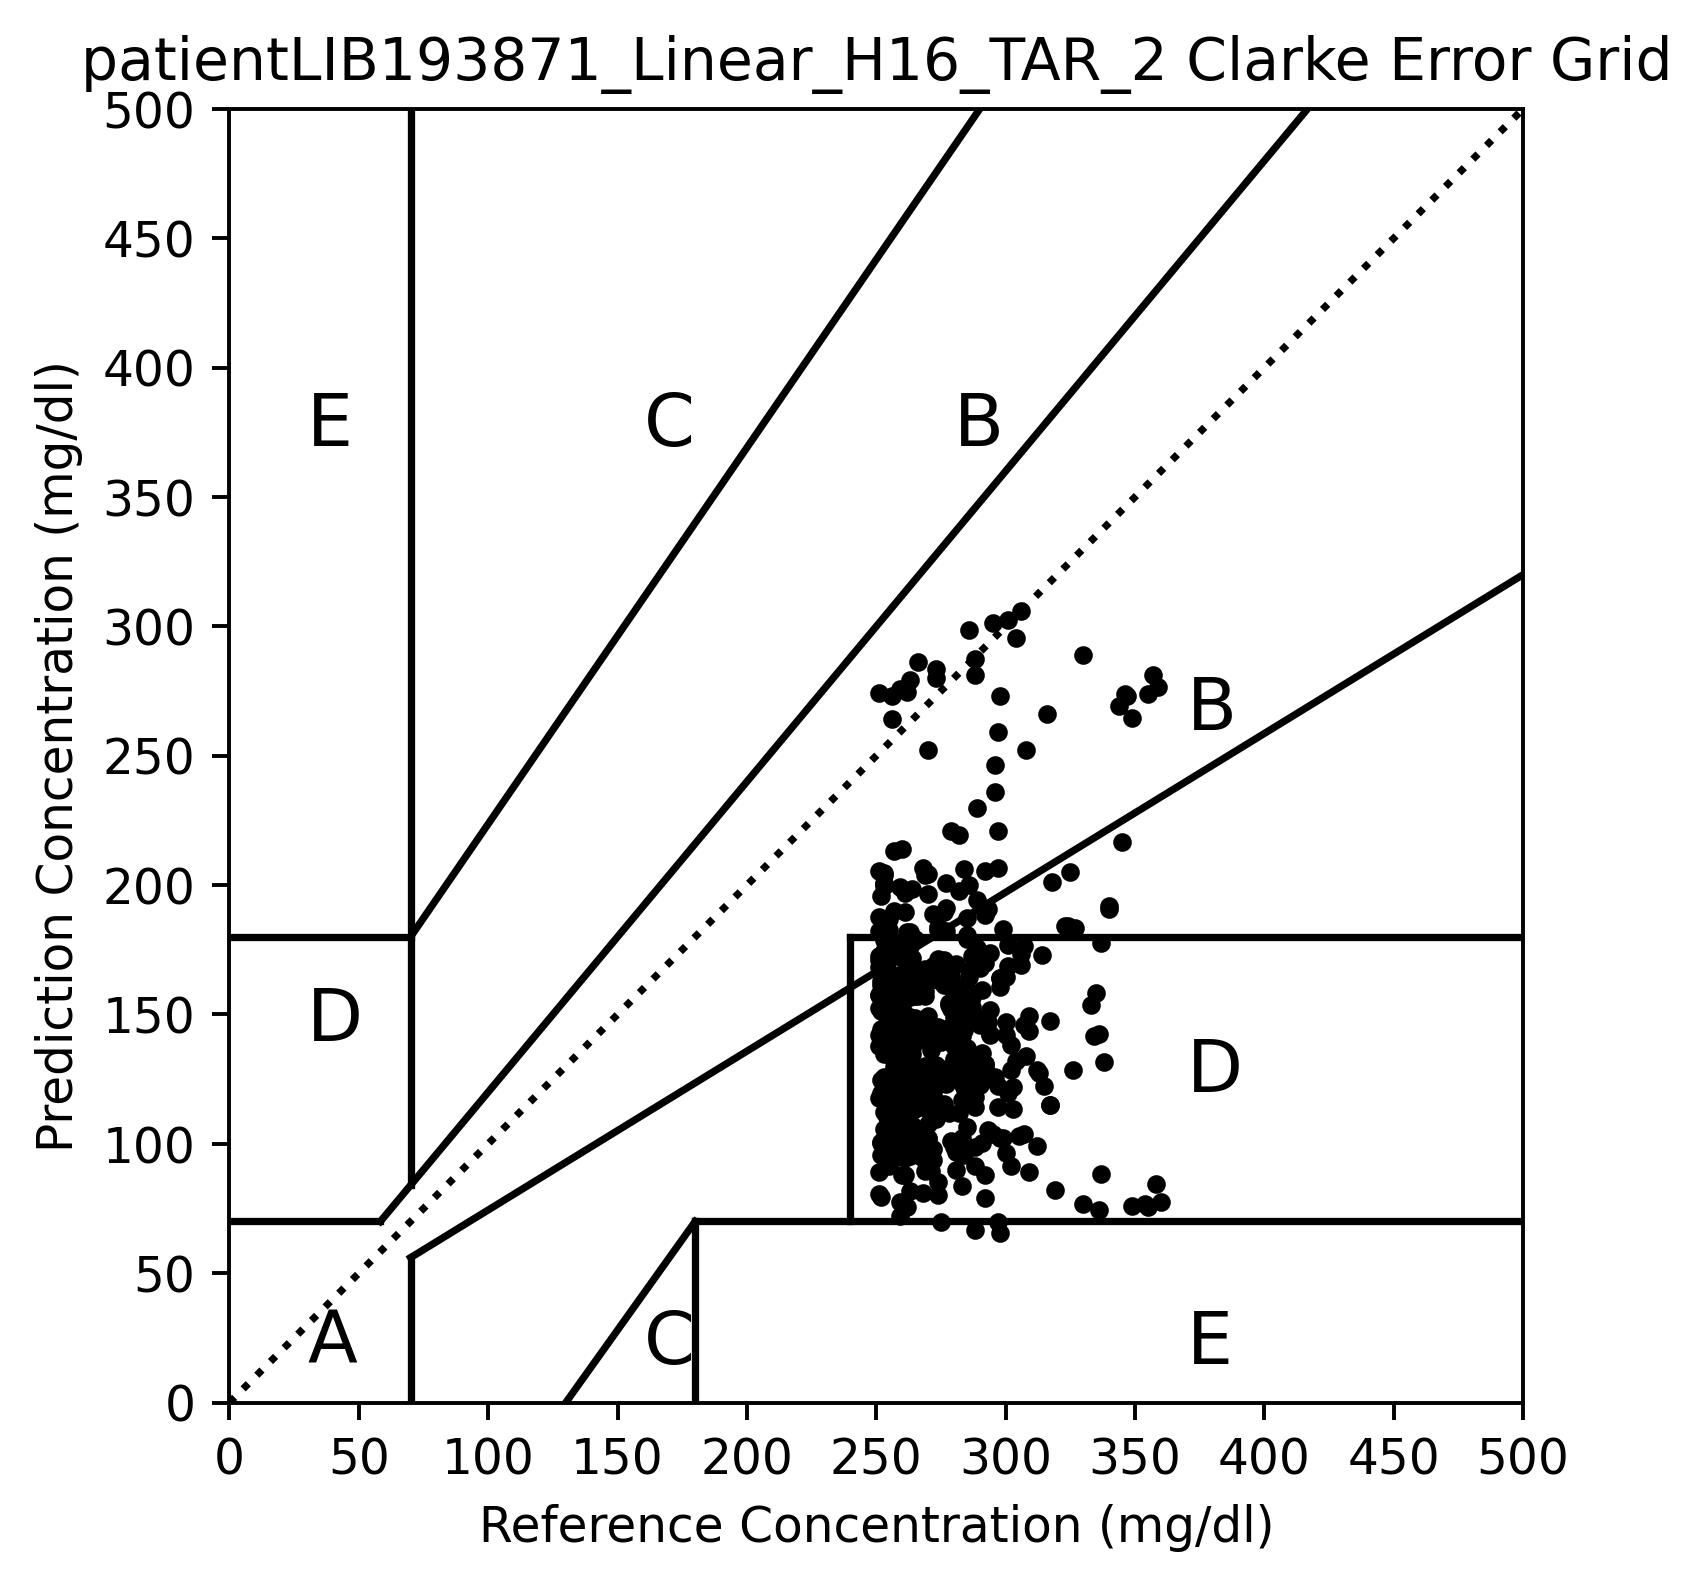 patientLIB193871_Linear_H16_TAR_2 Clarke Error Grid
500
450
400
350
300
250
200
150
100
50
0
Prediction Concentration (mg/dl)
E
C
B
B
D
D
A
C
E
0 50 100 150 200 250 300 350 400 450 500
Reference Concentration (mg/dl)